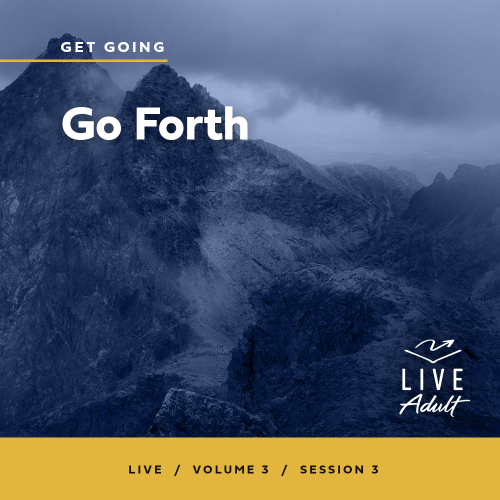 GET GOING
Go Forth
LIVE
Adult
LIVE / VOLUME 3 / SESSION 3